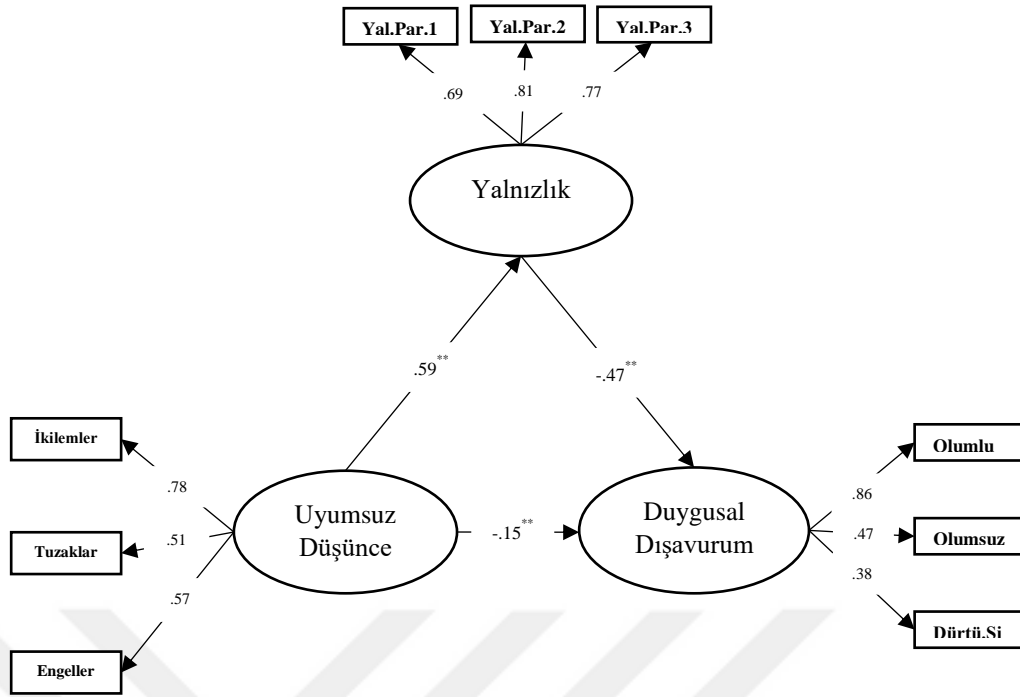 Yal.Par.1
Yal.Par.2
Yal.Par.3
.69
.81
.77
Yalnızlık
.59**
-.47**
İkilemler
Tuzaklar
Engeller
.78
.51
.57
Uyumsuz
Düşünce
-.15**
Duygusal
Dışavurum
.86
.47
.38
Olumlu
Olumsuz
Dürtü.Şi